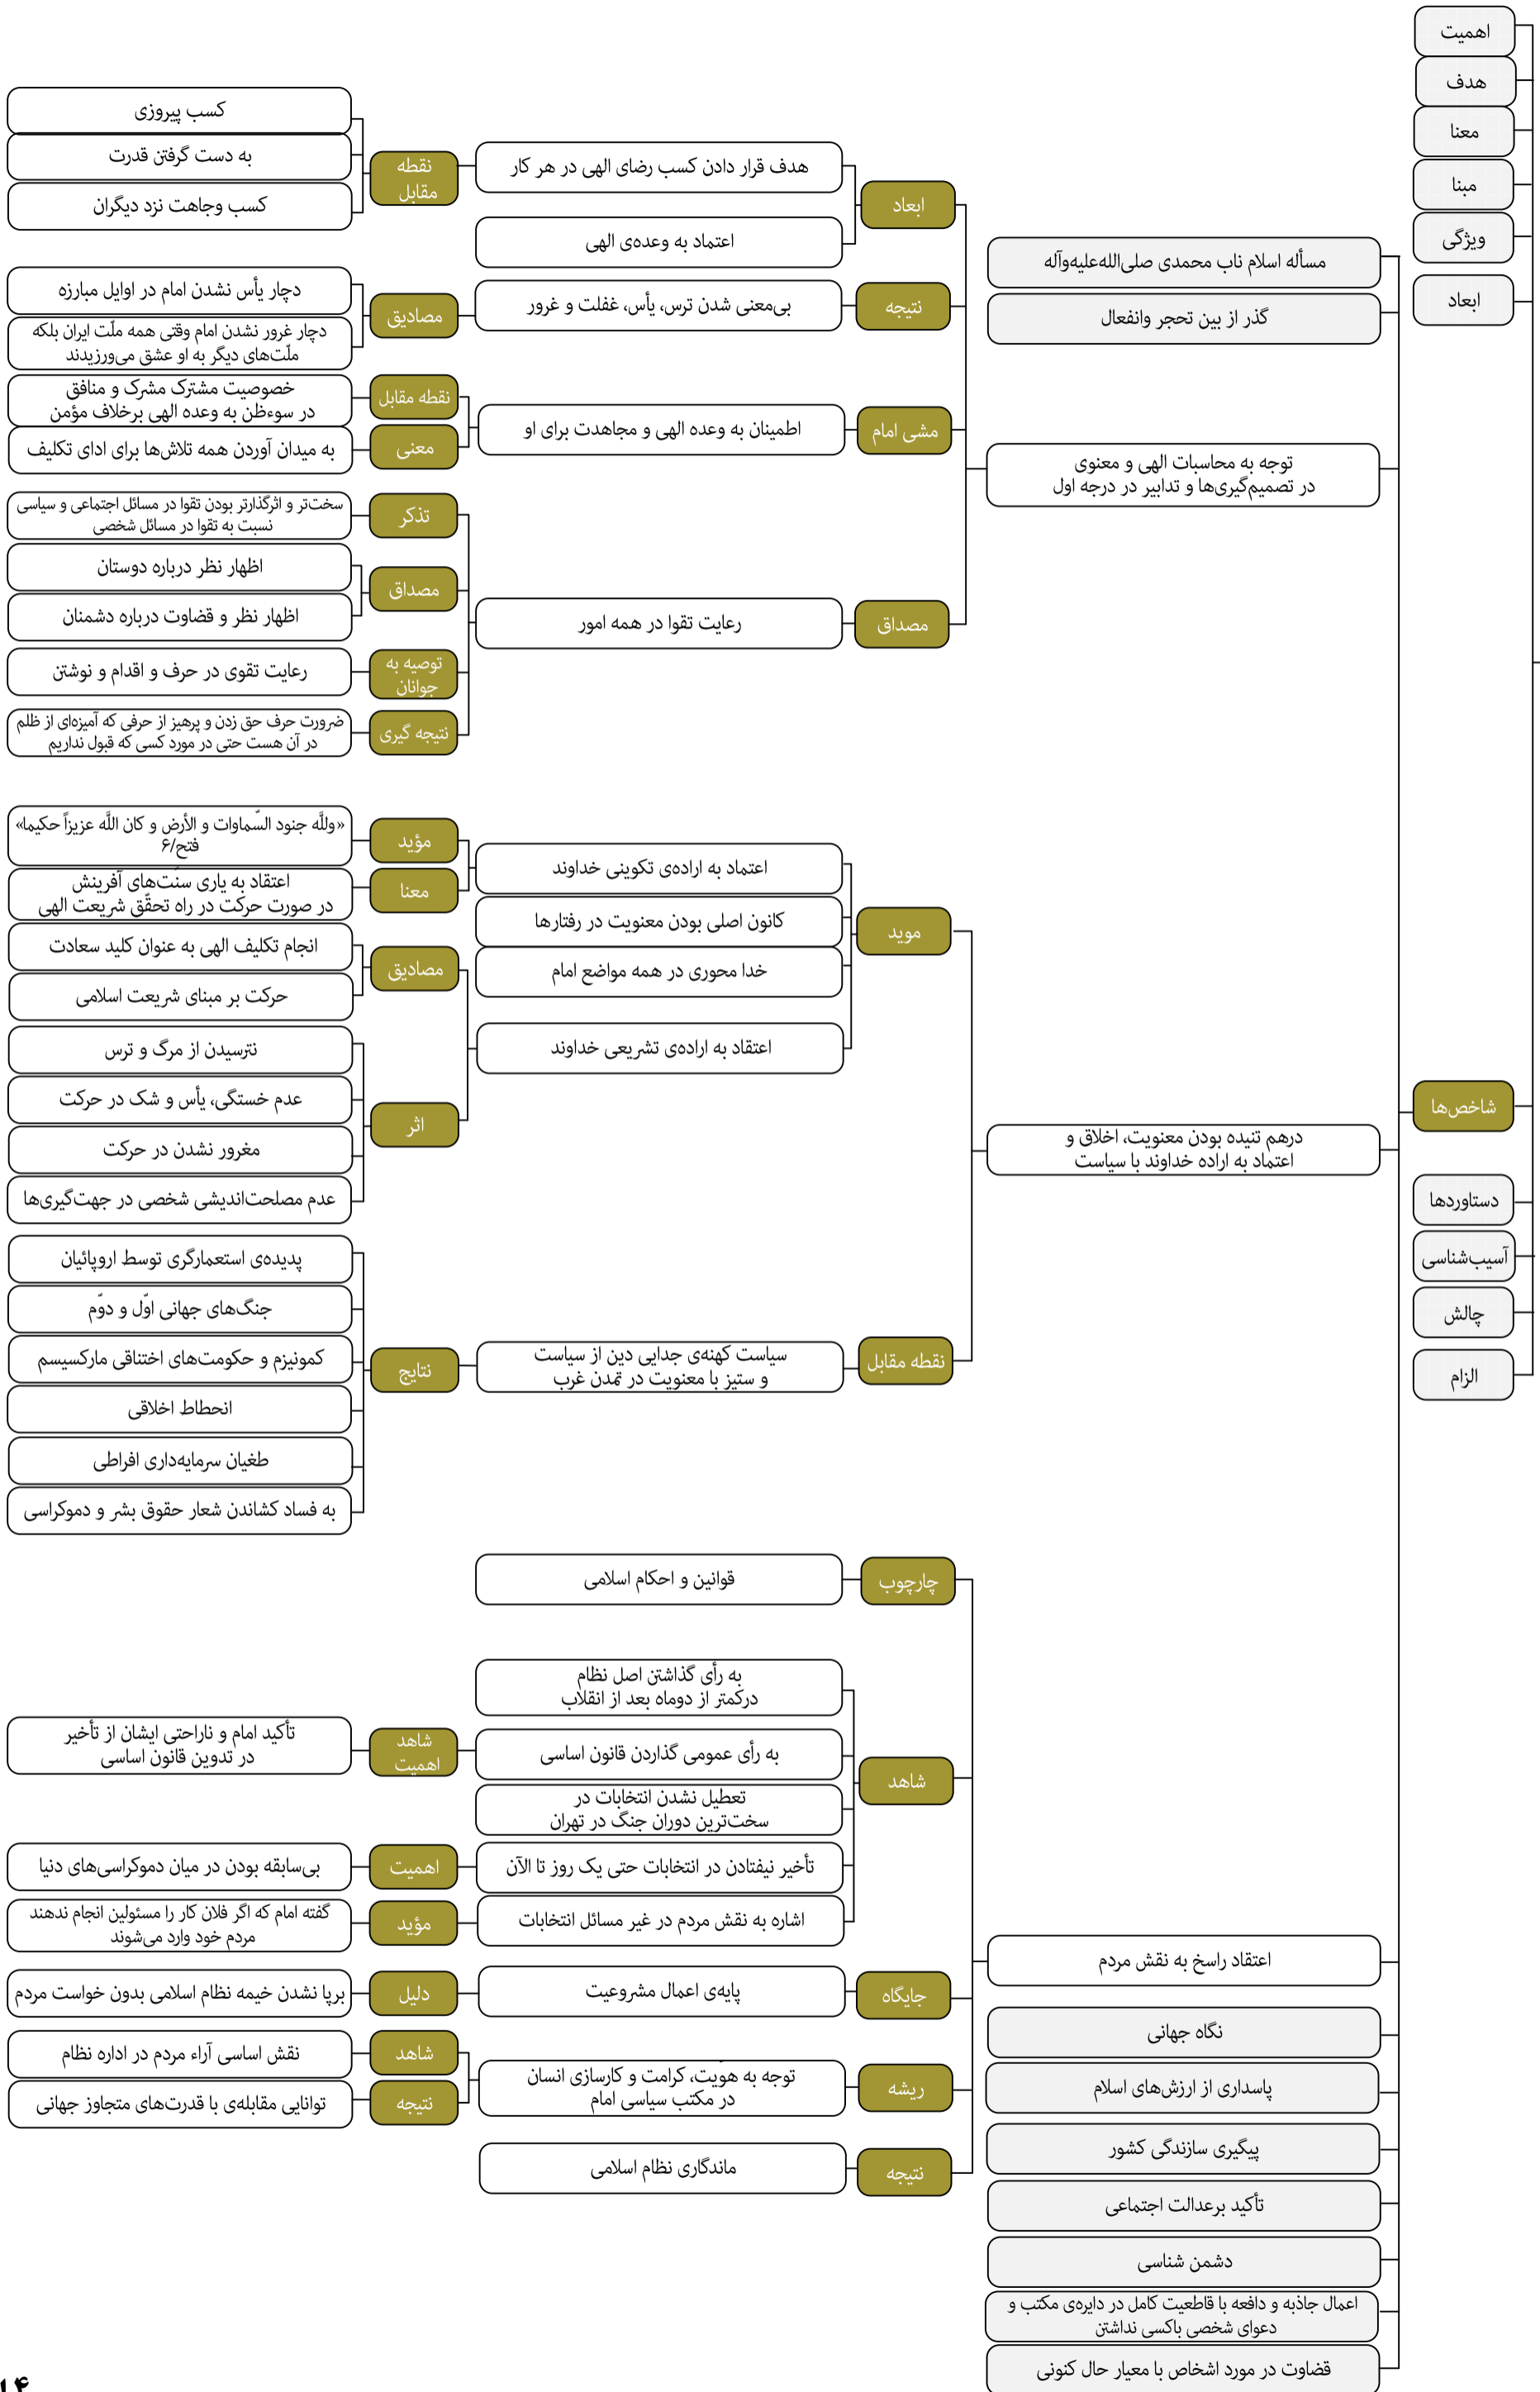 اهمیت
هدف
معنا
مبنا
ویژگی
ابعاد
شاخص‌ها
دستاوردها
آسیب‌شناسی
چالش
الزام
مسأله اسلام ناب محمدی صلی‌الله‌علیه‌وآله
گذر از بین تحجر وانفعال
توجه به محاسبات الهی و معنوی
در تصمیم‌گیری‌ها و تدابیر در درجه اول
ابعاد
هدف قرار دادن کسب رضای الهی در هر کار
نقطه
مقابل
کسب پیروزی
به دست گرفتن قدرت
کسب وجاهت نزد دیگران
اعتماد به وعده‌ی الهی
نتیجه
بی‌معنی شدن ترس، یأس، غفلت و غرور
مصادیق
دچار یأس نشدن امام در اوایل مبارزه
دچار غرور نشدن امام وقتی همه ملّت ایران بلکه
ملّت‌های دیگر به او عشق می‌ورزیدند
مشی امام
اطمینان به وعده الهی و مجاهدت برای او
نقطه مقابل
خصوصیت مشترک مشرک و منافق
در سوءظن به وعده الهی برخلاف مؤمن
معنی
به میدان آوردن همه تلاش‌ها برای ادای تکلیف
مصداق
رعایت تقوا در همه امور
تذکر
سخت‌تر و اثرگذارتر بودن تقوا در مسائل اجتماعی و سیاسی
نسبت به تقوا در مسائل شخصی
مصداق
اظهار نظر درباره دوستان
اظهار نظر و قضاوت درباره دشمنان
توصیه به
جوانان
رعایت تقوی در حرف و اقدام و نوشتن
نتیجه گیری
ضرورت حرف حق زدن و پرهیز از حرفی که آمیزه‌ای از ظلم
در آن هست حتی در مورد کسی که قبول نداریم
درهم تنیده بودن معنویت، اخلاق و
اعتماد به اراده خداوند با سیاست
موید
اعتماد به اراده‌ی تکوینی خداوند
مؤید
«وللَّه جنود السّماوات و الأرض و کان اللَّه عزیزاً حکیما»
فتح/۶
معنا
اعتقاد به یاری سنّت‌های آفرینش
در صورت حرکت در راه تحقّق شریعت الهی
کانون اصلی بودن معنویت در رفتارها
خدا محوری در همه مواضع امام
اعتقاد به اراده‌ی تشریعی خداوند
مصادیق
انجام تکلیف الهی به عنوان کلید سعادت
حرکت بر مبنای شریعت اسلامی
اثر
نترسیدن از مرگ و ترس
عدم خستگی، یأس و شک در حرکت
مغرور نشدن در حرکت
عدم مصلحت‌اندیشی شخصی در جهت‌گیری‌ها
نقطه مقابل
سیاست کهنه‌ی جدایی دین از سیاست
و ستیز با معنویت در تمدن غرب
نتایج
پدیده‌ی استعمارگری توسط اروپائیان
جنگ‌های جهانی اوّل و دوّم
کمونیزم و حکومت‌های اختناقی مارکسیسم
انحطاط اخلاقی
طغیان سرمایه‌داری افراطی
به فساد کشاندن شعار حقوق بشر و دموکراسی
اعتقاد راسخ به نقش مردم
چارچوب
قوانین و احکام اسلامی
شاهد
به رأی گذاشتن اصل نظام
درکمتر از دوماه بعد از انقلاب
به رأی عمومی گذاردن قانون اساسی
شاهد
اهمیت
تأکید امام و ناراحتی ایشان از تأخیر
در تدوین قانون اساسی
تعطیل نشدن انتخابات در
سخت‌ترین دوران جنگ در تهران
تأخیر نیفتادن در انتخابات حتی یک روز تا الآن
اهمیت
بی‌سابقه بودن در میان دموکراسی‌های دنیا
اشاره به نقش مردم در غیر مسائل انتخابات
مؤید
گفته امام که اگر فلان کار را مسئولین انجام ندهند
مردم خود وارد می‌شوند
جایگاه
پایه‌ی اعمال مشروعیت
دلیل
برپا نشدن خیمه نظام اسلامی بدون خواست مردم
ریشه
توجه به هویّت، کرامت و کارسازی انسان
در مکتب سیاسی امام
شاهد
نقش اساسی آراء مردم در اداره نظام
نتیجه
توانایی مقابله‌ی با قدرت‌های متجاوز جهانی
نتیجه
ماندگاری نظام اسلامی
نگاه جهانی
پاسداری از ارزش‌های اسلام
پیگیری سازندگی کشور
تأکید برعدالت اجتماعی
دشمن شناسی
اعمال جاذبه و دافعه با قاطعیت کامل در دایره‌ی مکتب و
دعوای شخصی باکسی نداشتن
قضاوت در مورد اشخاص با معیار حال کنونی
۱۴